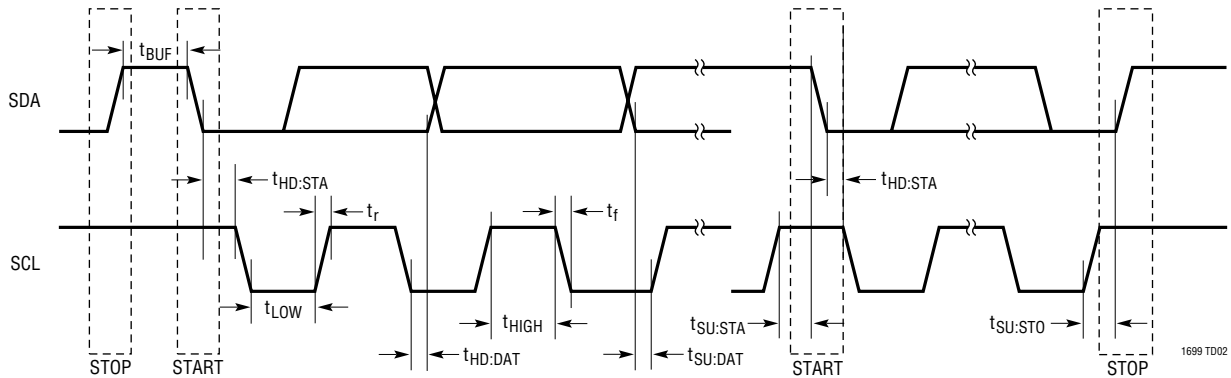 tBUF
SDA
tHD:STA
tHD:STA
tr
tf
SCL
tLOW
tHIGH
tSU:STA
tSU:STO
tHD:DAT
tSU:DAT
1699 TD02
STOP
START
START
STOP